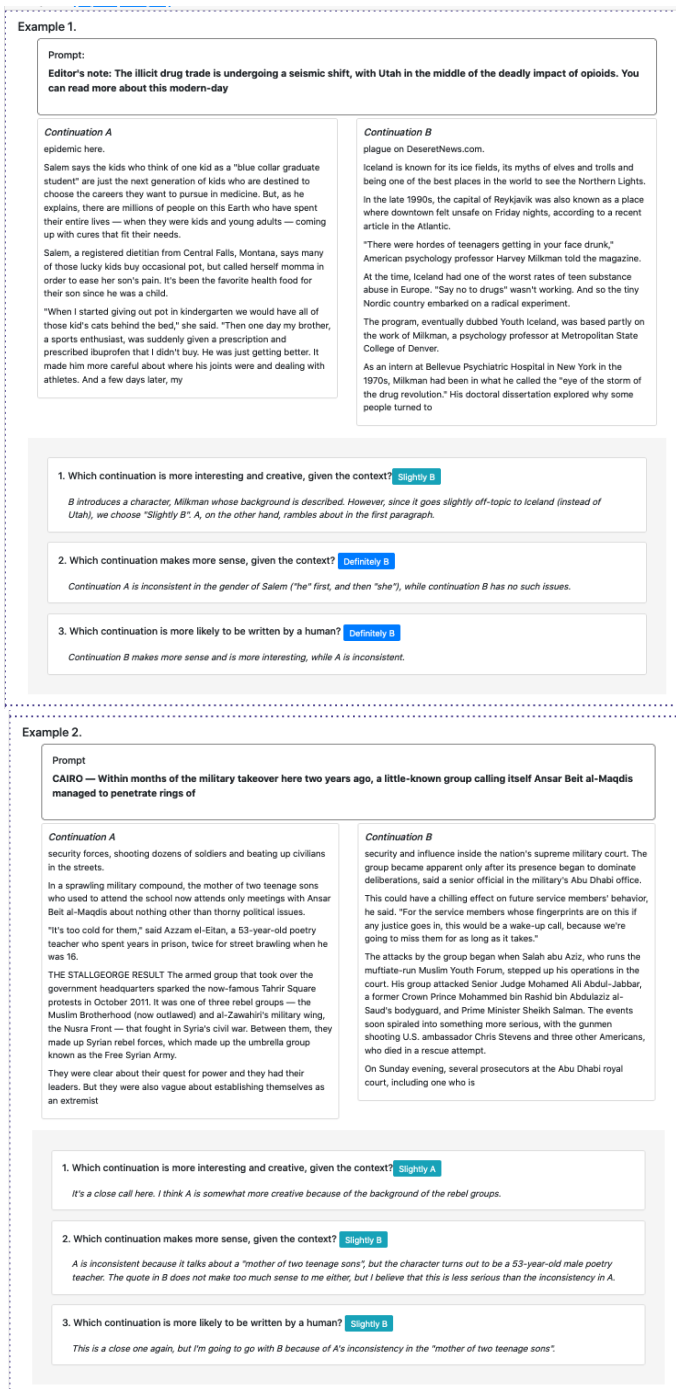 Example 1.
Prompt:
Editor's note: The illicit drug trade is undergoing a seismic shift, with Utah in the middle of the deadly impact of opioids. You
can read more about this modern-day
Continuation A
epidemic here.
Salem says the kids who think of one kid as a "blue collar graduate
student" are just the next generation of kids who are destined to
choose the careers they want to pursue in medicine. But, as he
explains, there are millions of people on this Earth who have spent
their entire lives — when they were kids and young adults — coming
up with cures that fit their needs.
Salem, a registered dietitian from Central Falls, Montana, says many
of those lucky kids buy occasional pot, but called herself momma in
order to ease her son's pain. It's been the favorite health food for
their son since he was a child.
"When I started giving out pot in kindergarten we would have all of
those kid's cats behind the bed," she said. "Then one day my brother,
a sports enthusiast, was suddenly given a prescription and
prescribed ibuprofen that I didn't buy. He was just getting better. It
made him more careful about where his joints were and dealing with
athletes. And a few days later, my
Continuation B
plague on DeseretNews.com.
Iceland is known for its ice fields, its myths of elves and trolls and
being one of the best places in the world to see the Northern Lights.
In the late 1990s, the capital of Reykjavik was also known as a place
where downtown felt unsafe on Friday nights, according to a recent
article in the Atlantic.
"There were hordes of teenagers getting in your face drunk,"
American psychology professor Harvey Milkman told the magazine.
At the time, Iceland had one of the worst rates of teen substance
abuse in Europe. "Say no to drugs" wasn't working. And so the tiny
Nordic country embarked on a radical experiment.
The program, eventually dubbed Youth Iceland, was based partly on
the work of Milkman, a psychology professor at Metropolitan State
College of Denver.
As an intern at Bellevue Psychiatric Hospital in New York in the
1970s, Milkman had been in what he called the "eye of the storm of
the drug revolution." His doctoral dissertation explored why some
people turned to
1. Which continuation is more interesting and creative, given the context? Slightly B
B introduces a character, Milkman whose background is described. However, since it goes slightly off-topic to Iceland (instead of
Utah), we choose "Slightly B". A, on the other hand, rambles about in the first paragraph.
2. Which continuation makes more sense, given the context? Definitely B
Continuation A is inconsistent in the gender of Salem ("he" first, and then "she"), while continuation B has no such issues.
3. Which continuation is more likely to be written by a human? Definitely B
Continuation B makes more sense and is more interesting, while A is inconsistent.
Example 2.
Prompt
CAIRO — Within months of the military takeover here two years ago, a little-known group calling itself Ansar Beit al-Maqdis
managed to penetrate rings of
Continuation A
security forces, shooting dozens of soldiers and beating up civilians
in the streets.
In a sprawling military compound, the mother of two teenage sons
who used to attend the school now attends only meetings with Ansar
Beit al-Maqdis about nothing other than thorny political issues.
"It's too cold for them," said Azzam el-Eitan, a 53-year-old poetry
teacher who spent years in prison, twice for street brawling when he
was 16.
THE STALLGEORGE RESULT The armed group that took over the
government headquarters sparked the now-famous Tahrir Square
protests in October 2011. It was one of three rebel groups — the
Muslim Brotherhood (now outlawed) and al-Zawahiri's military wing,
the Nusra Front — that fought in Syria's civil war. Between them, they
made up Syrian rebel forces, which made up the umbrella group
known as the Free Syrian Army.
They were clear about their quest for power and they had their
leaders. But they were also vague about establishing themselves as
an extremist
Continuation B
security and influence inside the nation's supreme military court. The
group became apparent only after its presence began to dominate
deliberations, said a senior official in the military's Abu Dhabi office.
This could have a chilling effect on future service members' behavior,
he said. "For the service members whose fingerprints are on this if
any justice goes in, this would be a wake-up call, because we're
going to miss them for as long as it takes."
The attacks by the group began when Salah abu Aziz, who runs the
muftiate-run Muslim Youth Forum, stepped up his operations in the
court. His group attacked Senior Judge Mohamed Ali Abdul-Jabbar,
a former Crown Prince Mohammed bin Rashid bin Abdulaziz al-
Saud's bodyguard, and Prime Minister Sheikh Salman. The events
soon spiraled into something more serious, with the gunmen
shooting U.S. ambassador Chris Stevens and three other Americans,
who died in a rescue attempt.
On Sunday evening, several prosecutors at the Abu Dhabi royal
court, including one who is
1. Which continuation is more interesting and creative, given the context? Slightly A
It's a close call here. I think A is somewhat more creative because of the background of the rebel groups.
2. Which continuation makes more sense, given the context? Slightly B
A is inconsistent because it talks about a "mother of two teenage sons", but the character turns out to be a 53-year-old male poetry
teacher. The quote in B does not make too much sense to me either, but I believe that this is less serious than the inconsistency in A.
3. Which continuation is more likely to be written by a human? Slightly B
This is a close one again, but I'm going to go with B because of A's inconsistency in the "mother of two teenage sons".